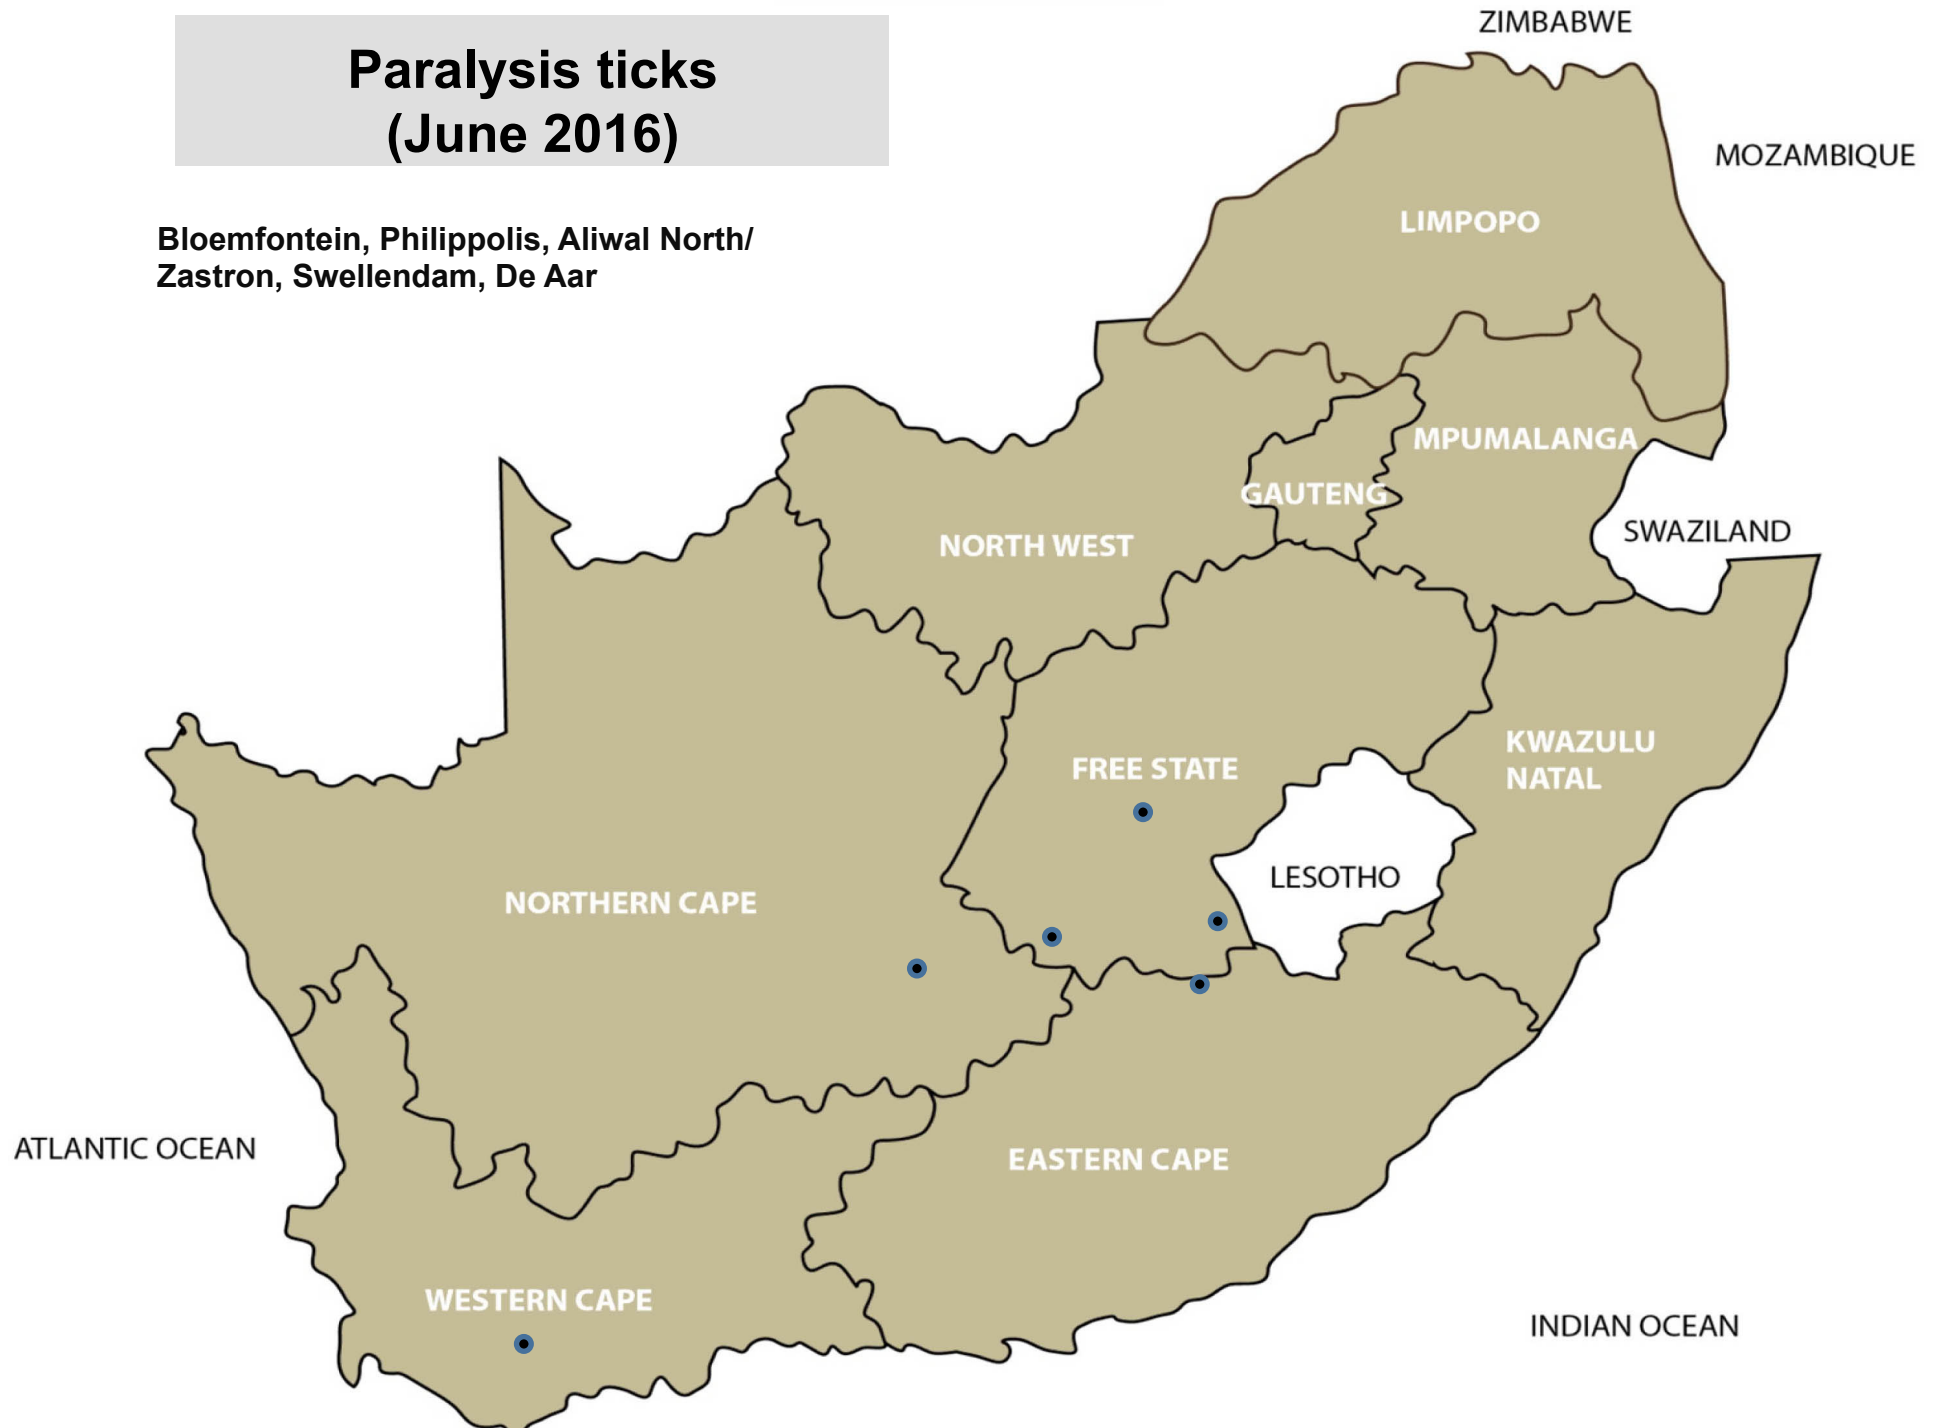 Paralysis ticks
(June 2016)
Bloemfontein, Philippolis, Aliwal North/
Zastron, Swellendam, De Aar
ZIMBABWE
MOZAMBIQUE
LIMPOPO
MPUMALANGA
GAUTENG
SWAZILAND
NORTH WEST
KWAZULU
NATAL
FREE STATE
LESOTHO
NORTHERN CAPE
ATLANTIC OCEAN
EASTERN CAPE
WESTERN CAPE
INDIAN OCEAN